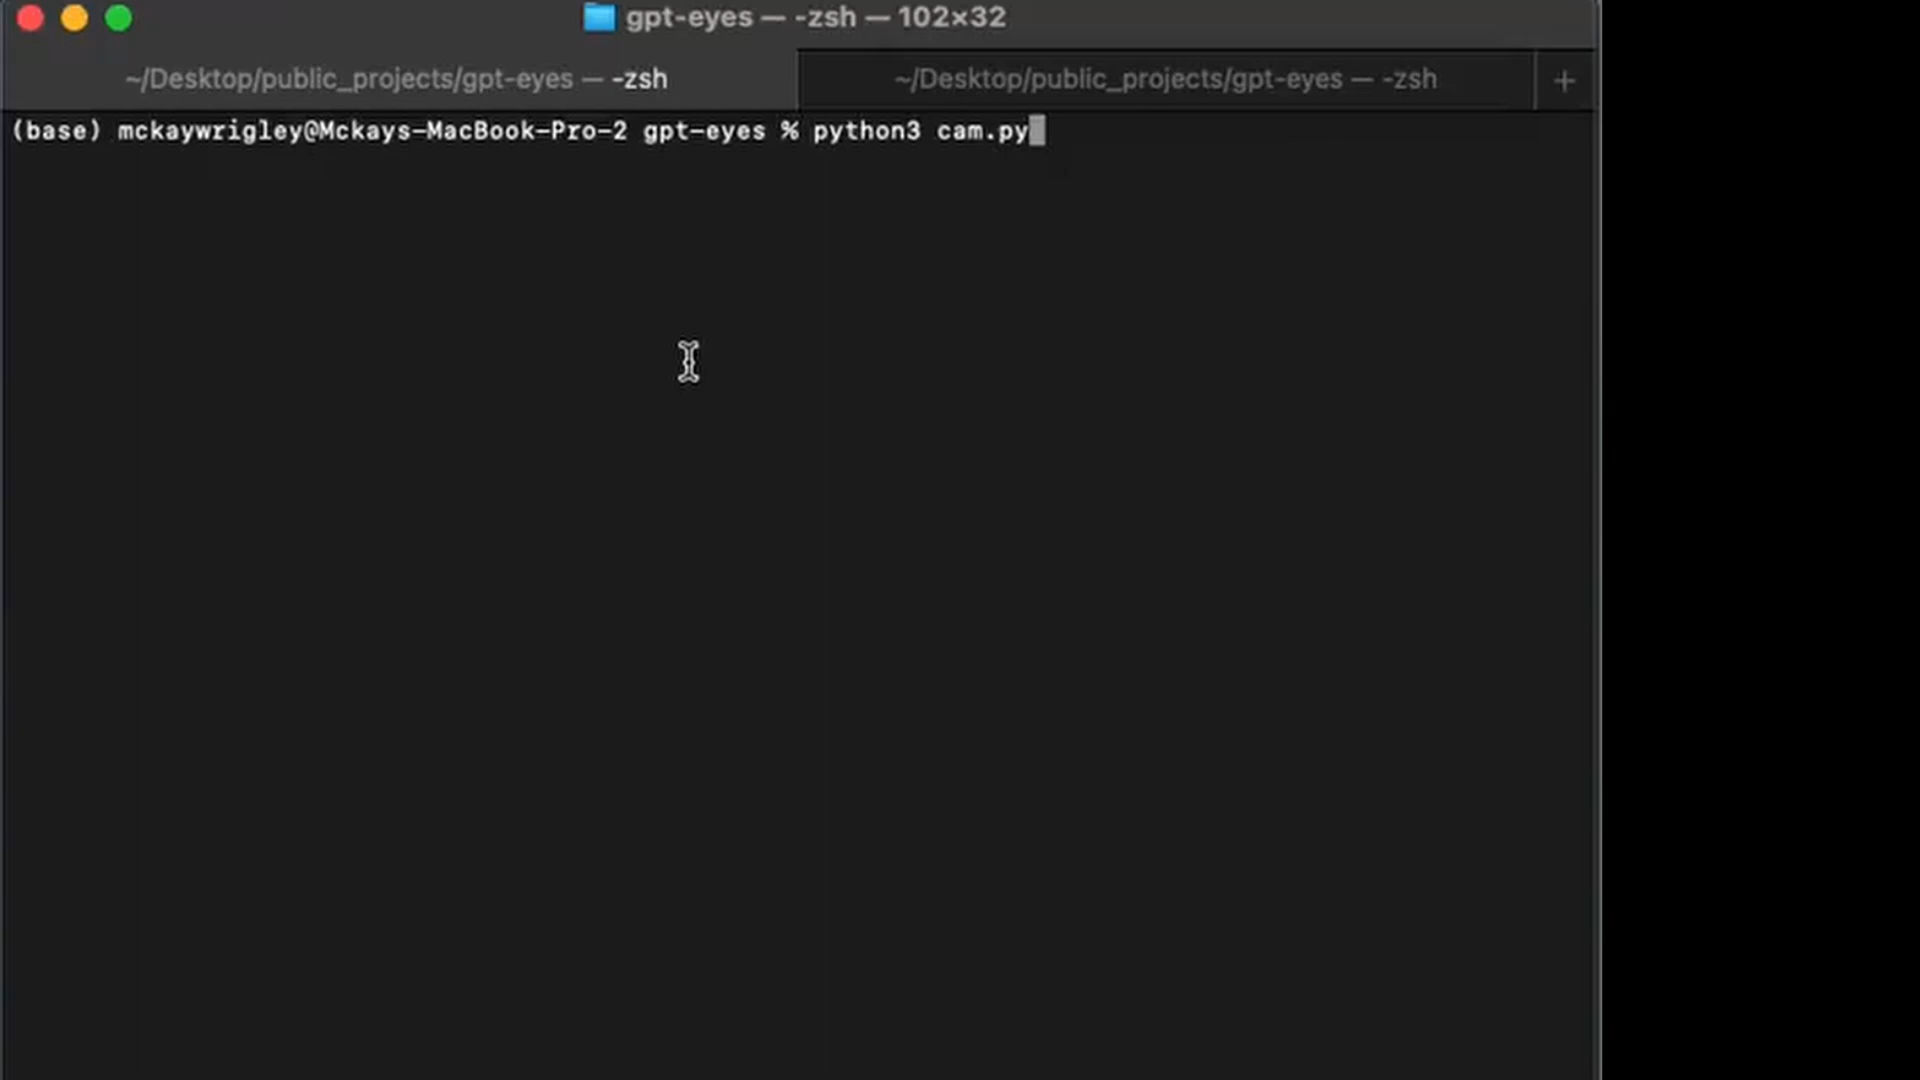 gpt-eyes — -zsh — 102×32
~/Desktop/public_projects/gpt-eyes — -zsh ~/Desktop/public_projects/gpt-eyes — -zsh +
(base) mckaywrigley@Mckays-MacBook-Pro-2 gpt-eyes % python3 cam.py